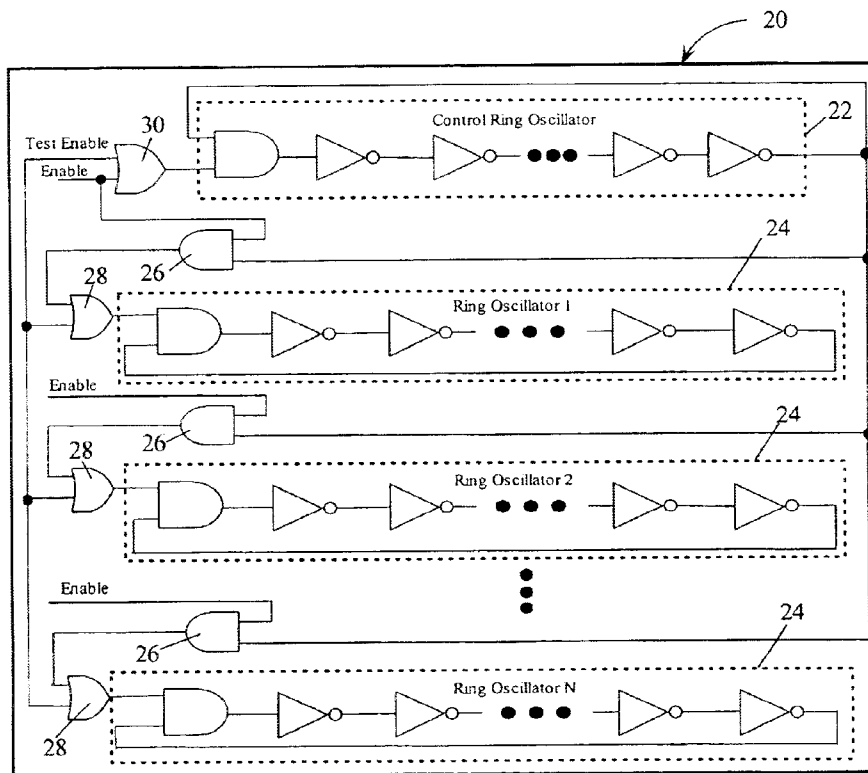 20
30
Test Enable
Enable
Control Ring Oscillator
22
26
24
28
Ring Oscillator 1
Enable
26
24
28
Ring Oscillator 2
Enable
26
24
28
Ring Oscillator N